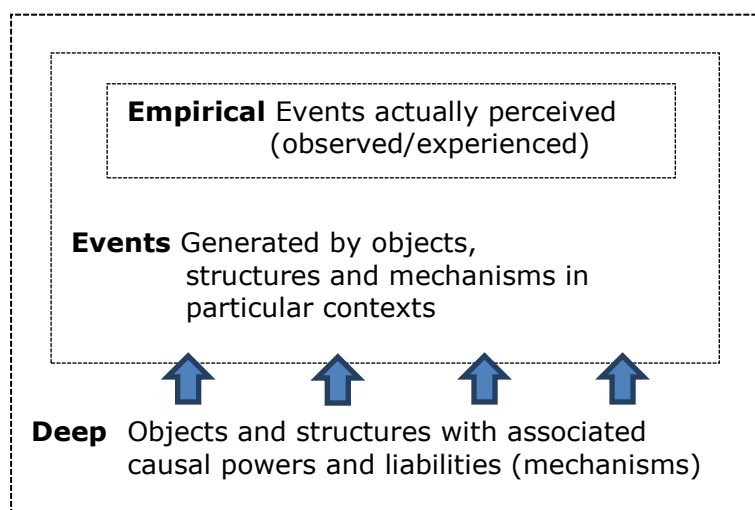 Empirical Events actually perceived
(observed/experienced)
Events Generated by objects,
structures and mechanisms in
particular contexts
Deep Objects and structures with associated
causal powers and liabilities (mechanisms)